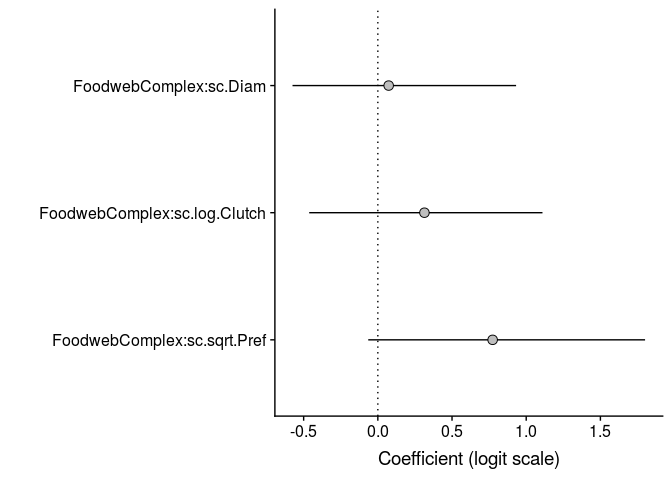 FoodwebComplex:sc.Diam
FoodwebComplex:sc.log.Clutch
FoodwebComplex:sc.sqrt.Pref
-0.5 0.0 0.5 1.0 1.5
Coefficient (logit scale)